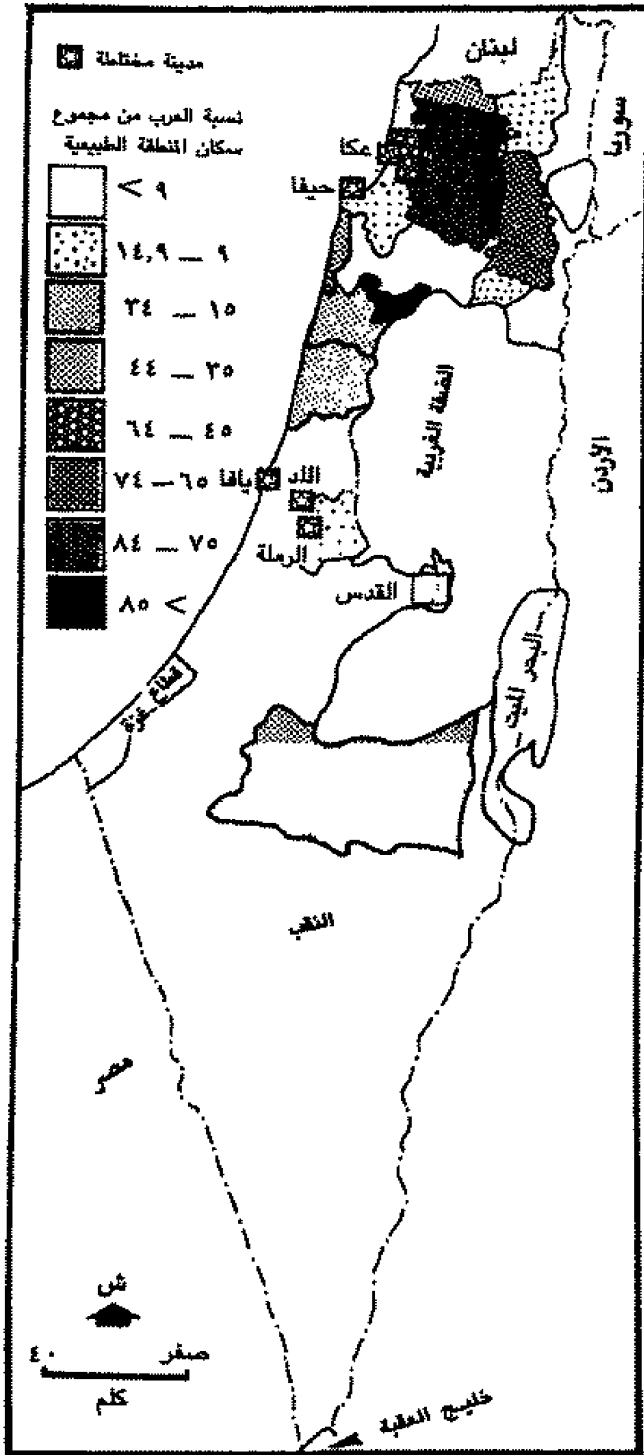 مدينة مختلطة
نسبة العرب من مجموع
سكان المنطقة الطبيعية
٩ >
٩ — ١٤,٩
١٥ — ٣٤
٣٥ — ٤٤
٤٥ — ٦٤
٦٥ — ٧٤
٧٥ — ٨٤
٨٥ <
لبنان
سوريا
عكا
حيفا
الضفة الغربية
الأردن
يافا
اللد
الرملة
القدس
البحر الميت
قطاع غزة
النقب
مصر
ش
صفر ٤٠
كلم
خليج العقبة